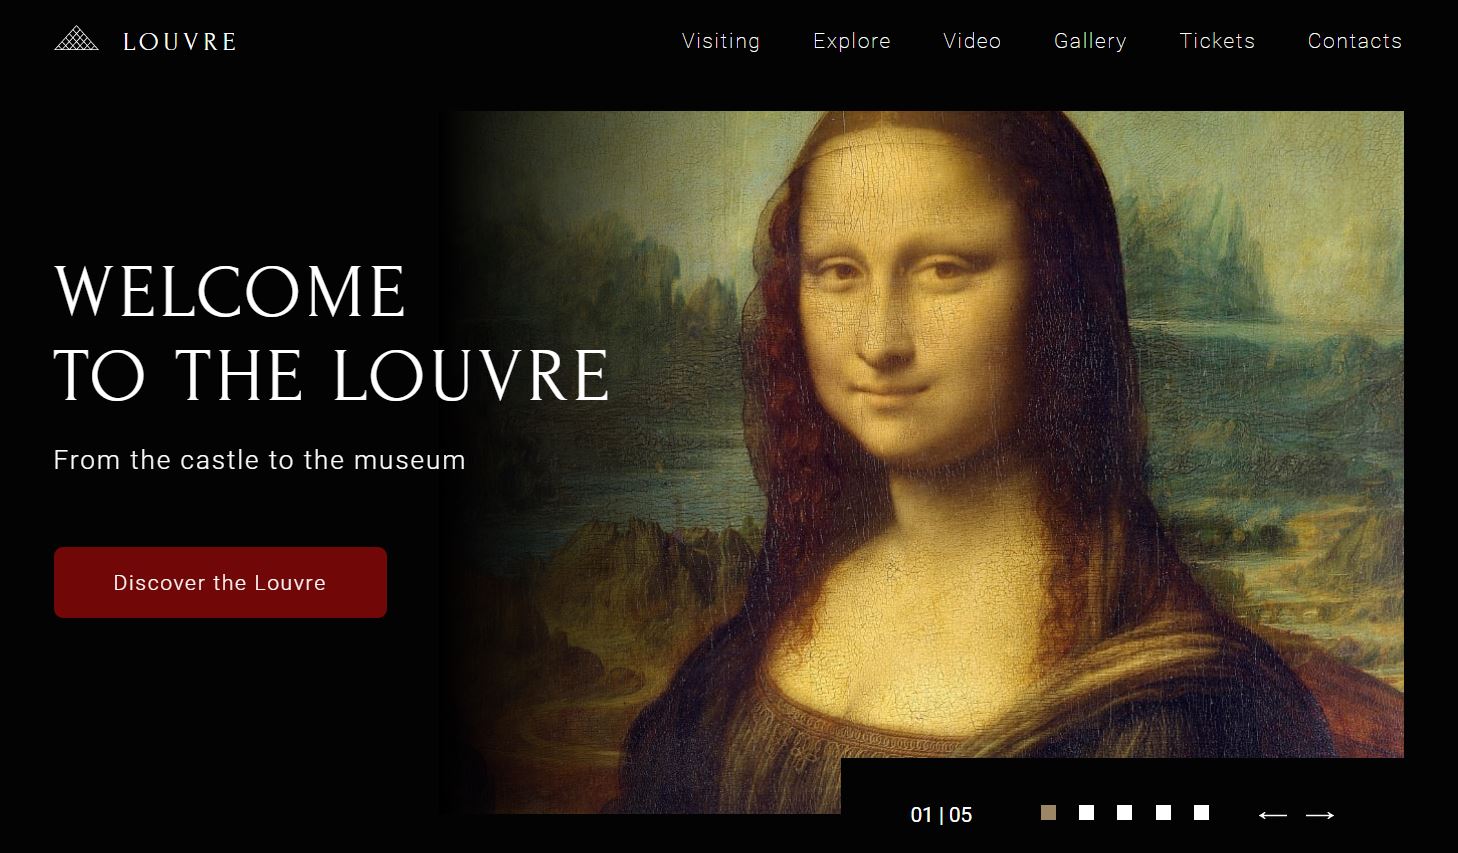 LOUVRE
Visiting Explore Video Gallery Tickets Contacts
WELCOME
TO THE LOUVRE
From the castle to the museum
Discover the Louvre
01 | 05